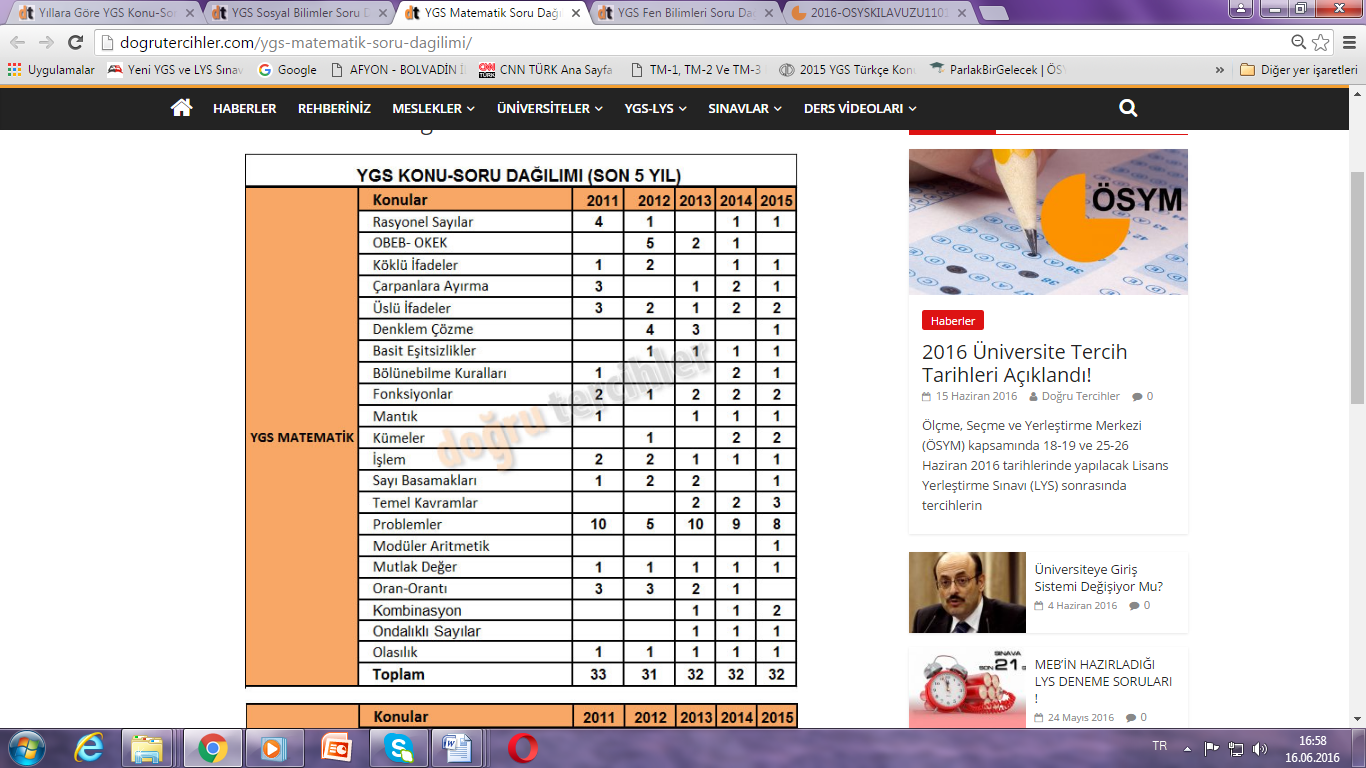 Yıllara Göre YGS Konu-Sor
YGS Sosyal Bilimler Soru D
YGS Matematik Soru Dağı
YGS Fen Bilimleri Soru Da
2016-OSYSKILAVUZU1101
dogrutercihler.com/ygs-matematik-soru-dagilimi/
Uygulamalar
Yeni YGS ve LYS Sınav
Google
AFYON - BOLVADİN İ
CNN TÜRK Ana Sayfa
TM-1, TM-2 Ve TM-3
2015 YGS Türkçe Konu
ParlakBirGelecek | ÖSY
»
Diğer yer işaretleri
HABERLER REHBERİNİZ MESLEKLER ÜNİVERSİTELER YGS-LYS SINAVLAR DERS VİDEOLARI
YGS KONU-SORU DAĞILIMI (SON 5 YIL)
Konular 2011 2012 2013 2014 2015
Rasyonel Sayılar 4 1 1 1
OBEB- OKEK 5 2 1
Köklü İfadeler 1 2 1 1
Çarpanlara Ayırma 3 1 2 1
Üslü İfadeler 3 2 1 2 2
Denklem Çözme 4 3 1
Basit Eşitsizlikler 1 1 1 1
Bölünebilme Kuralları 1 2 1
Fonksiyonlar 2 1 2 2 2
Mantık 1 1 1 1
YGS MATEMATİK
Kümeler 1 2 2
İşlem 2 2 1 1 1
Sayı Basamakları 1 2 2 1
Temel Kavramlar 2 2 3
Problemler 10 5 10 9 8
Modüler Aritmetik 1
Mutlak Değer 1 1 1 1 1
Oran-Orantı 3 3 2 1
Kombinasyon 1 1 2
Ondalıklı Sayılar 1 1 1
Olasılık 1 1 1 1 1
Toplam 33 31 32 32 32
doğru tercihler
Konular 2011 2012 2013 2014 2015
ÖSYM
Haberler
2016 Üniversite Tercih
Tarihleri Açıklandı!
15 Haziran 2016 Doğru Tercihler 0
Ölçme, Seçme ve Yerleştirme Merkezi
(ÖSYM) kapsamında 18-19 ve 25-26
Haziran 2016 tarihlerinde yapılacak Lisans
Yerleştirme Sınavı (LYS) sonrasında
tercihlerin
Üniversiteye Giriş
Sistemi Değişiyor Mu?
4 Haziran 2016 0
SINAVA
SON 21 g
MEB'İN HAZIRLADIĞI
LYS DENEME SORULARI
!
24 Mayıs 2016 0
TR
16:58
16.06.2016